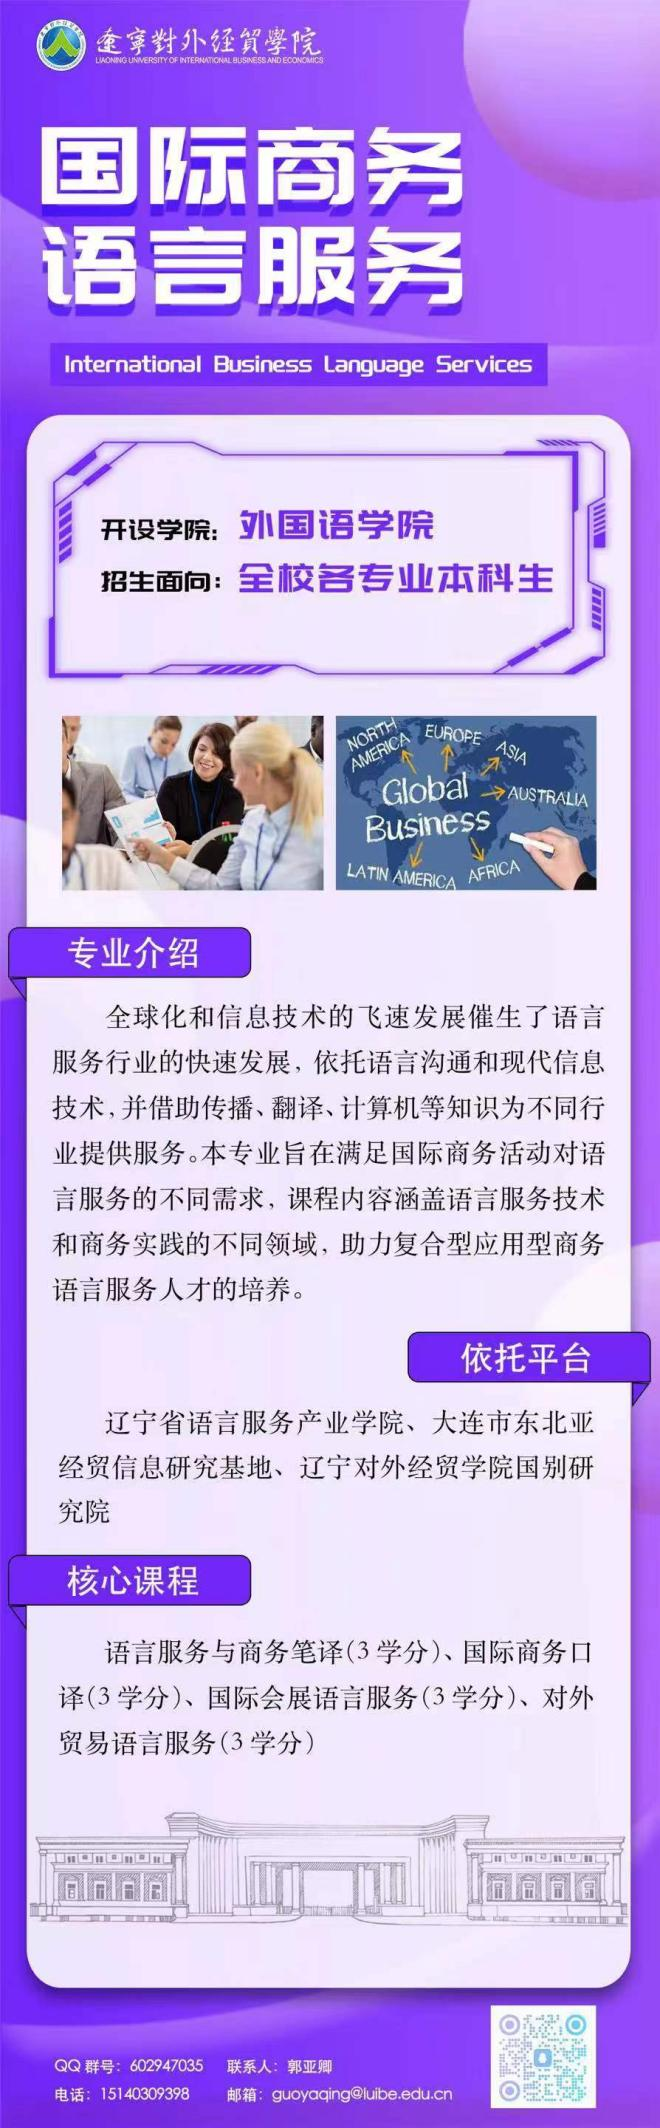 遼寧對外经貿學院
LIAONING UNIVERSITY OF INTERNATIONAL BUSINESS AND ECONOMICS
国际商务
语言服务
International Business Language Services
开设学院：外国语学院
招生面向：全校各专业本科生
NORTH AMERICA
EUROPE
ASIA
Global Business
AUSTRALIA
LATIN AMERICA
AFRICA
专业介绍
全球化和信息技术的飞速发展催生了语言
服务行业的快速发展，依托语言沟通和现代信息
技术，并借助传播、翻译、计算机等知识为不同行
业提供服务。本专业旨在满足国际商务活动对语
言服务的不同需求，课程内容涵盖语言服务技术
和商务实践的不同领域，助力复合型应用型商务
语言服务人才的培养。
依托平台
辽宁省语言服务产业学院、大连市东北亚
经贸信息研究基地、辽宁对外经贸学院国别研
究院
核心课程
语言服务与商务笔译（3 学分）、国际商务口
译（3 学分）、国际会展语言服务（3 学分）、对外
贸易语言服务（3 学分）
QQ 群号：602947035 联系人：郭亚卿
电话：15140309398 邮箱：guoyaqing@luibe.edu.cn